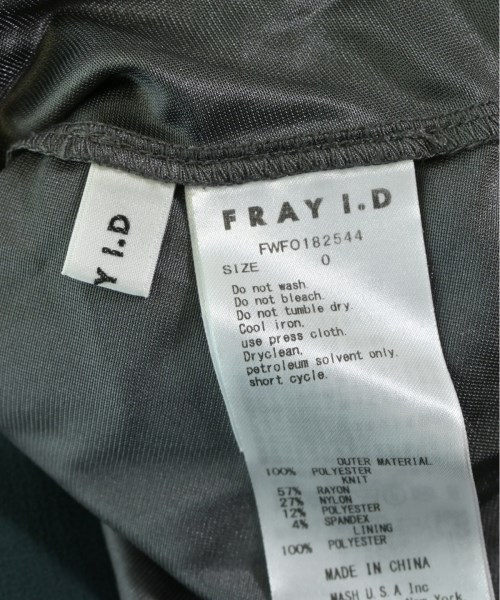 Y I.D
FRAY I.D
FWFO182544
SIZE 0
Do not wash.
Do not bleach.
Do not tumble dry.
Cool iron.
use press cloth.
Dryclean.
petroleum solvent only.
short cycle.
OUTER MATERIAL
100% POLYESTER
KNIT
57% RAYON
27% NYLON
12% POLYESTER
4% SPANDEX
LINING
100% POLYESTER
MADE IN CHINA
MASH U.S.A Inc
New York